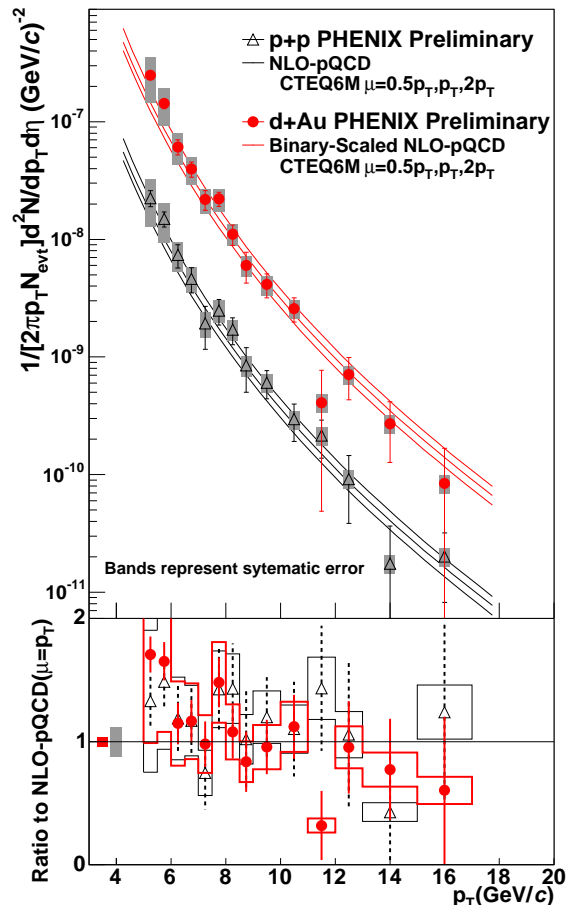 p+p PHENIX Preliminary
NLO-pQCD
CTEQ6M μ=0.5p_T,p_T,2p_T
d+Au PHENIX Preliminary
Binary-Scaled NLO-pQCD
CTEQ6M μ=0.5p_T,p_T,2p_T
1/[2πp_T N_evt]d²N/dp_T dη (GeV/c)⁻²
10⁻⁷
10⁻⁸
10⁻⁹
10⁻¹⁰
10⁻¹¹
Bands represent sytematic error
Ratio to NLO-pQCD(μ=p_T)
2
1
0
4 6 8 10 12 14 16 18 20
p_T(GeV/c)